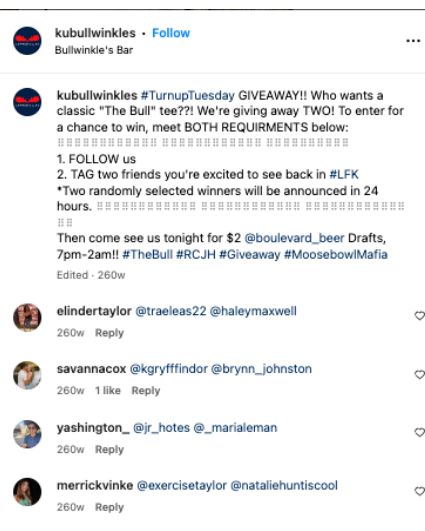 kubullwinkles • Follow
Bullwinkle's Bar
kubullwinkles #TurnupTuesday GIVEAWAY!! Who wants a
classic "The Bull" tee??! We're giving away TWO! To enter for
a chance to win, meet BOTH REQUIRMENTS below:
⠿⠿⠿⠿⠿⠿⠿⠿⠿⠿⠿⠿ ⠿⠿⠿⠿⠿⠿⠿⠿⠿⠿⠿⠿ ⠿⠿⠿⠿⠿⠿⠿⠿⠿⠿
1. FOLLOW us
2. TAG two friends you're excited to see back in #LFK
*Two randomly selected winners will be announced in 24
hours. ⠿⠿⠿⠿⠿⠿⠿⠿⠿⠿⠿⠿ ⠿⠿⠿⠿⠿⠿⠿⠿⠿⠿⠿⠿ ⠿⠿⠿⠿⠿⠿⠿⠿⠿⠿⠿⠿
⠿⠿
Then come see us tonight for $2 @boulevard_beer Drafts,
7pm-2am!! #TheBull #RCJH #Giveaway #MoosebowlMafia
Edited · 260w
elindertaylor @traeleas22 @haleymaxwell
260w Reply
savannacox @kgryfffindor @brynn_johnston
260w 1 like Reply
yashington_ @jr_hotes @_marialeman
260w Reply
merrickvinke @exercisetaylor @nataliehuntiscool
260w Reply